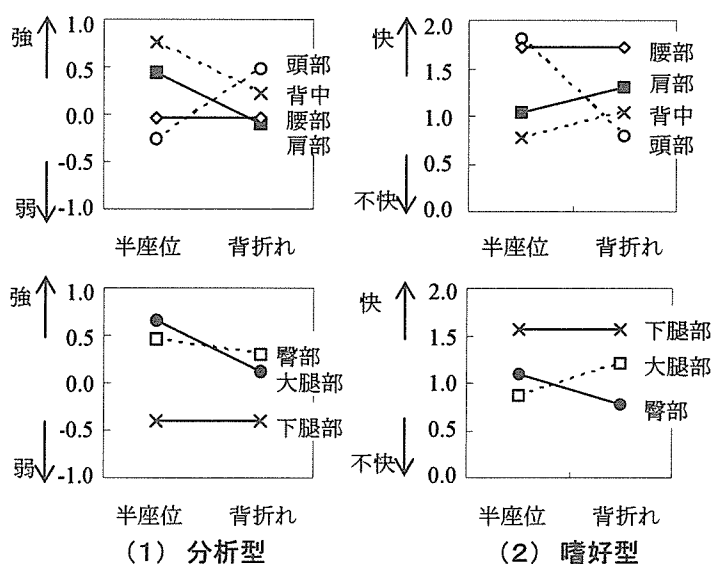 強 1.0
0.5
0.0
-0.5
弱 -1.0
頭部
背中
腰部
肩部
半座位 背折れ
快 2.0
1.5
1.0
0.5
不快 0.0
腰部
肩部
背中
頭部
半座位 背折れ
強 1.0
0.5
0.0
-0.5
弱 -1.0
臀部
大腿部
下腿部
半座位 背折れ
(1) 分析型
快 2.0
1.5
1.0
0.5
不快 0.0
下腿部
大腿部
臀部
半座位 背折れ
(2) 嗜好型